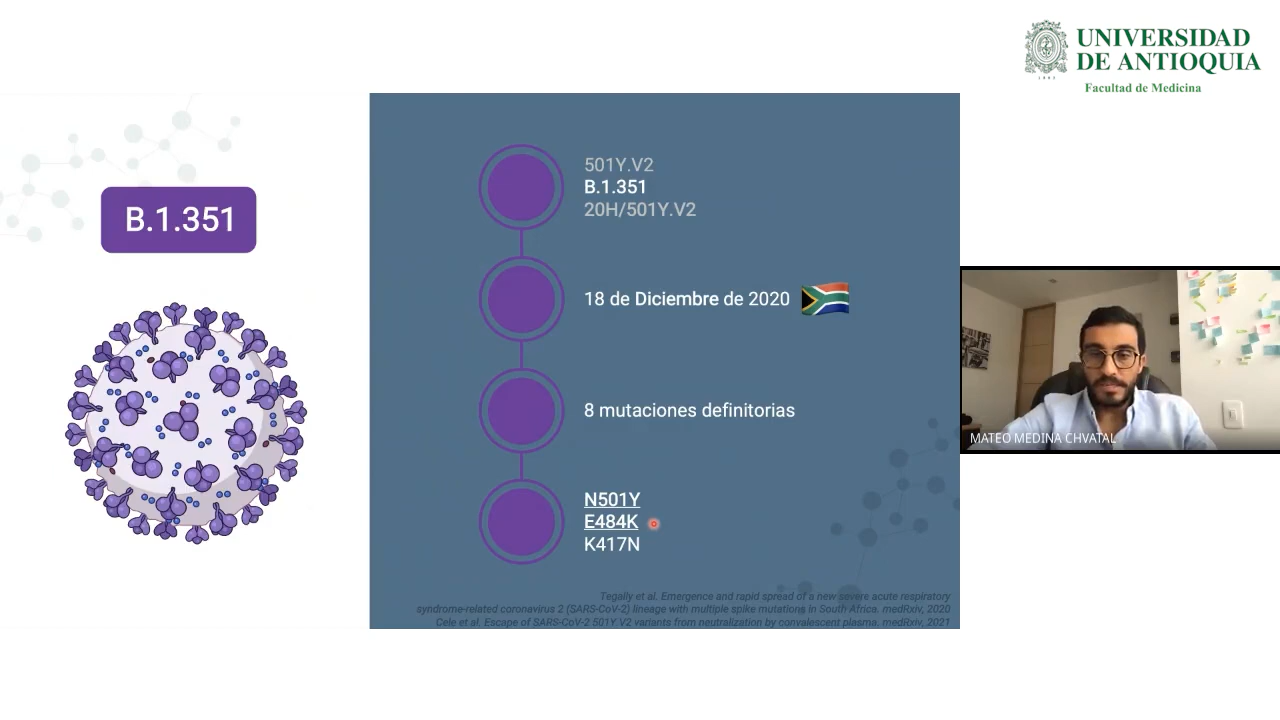 UNIVERSIDAD
DE ANTIOQUIA
1803
Facultad de Medicina
B.1.351
501Y.V2
B.1.351
20H/501Y.V2
18 de Diciembre de 2020
8 mutaciones definitorias
N501Y
E484K
K417N
Tegally et al. Emergence and rapid spread of a new severe acute respiratory
syndrome-related coronavirus 2 (SARS-CoV-2) lineage with multiple spike mutations in South Africa. medRxiv, 2020
Cele et al. Escape of SARS-CoV-2 501Y.V2 variants from neutralization by convalescent plasma. medRxiv, 2021
MATEO MEDINA CHVATAL